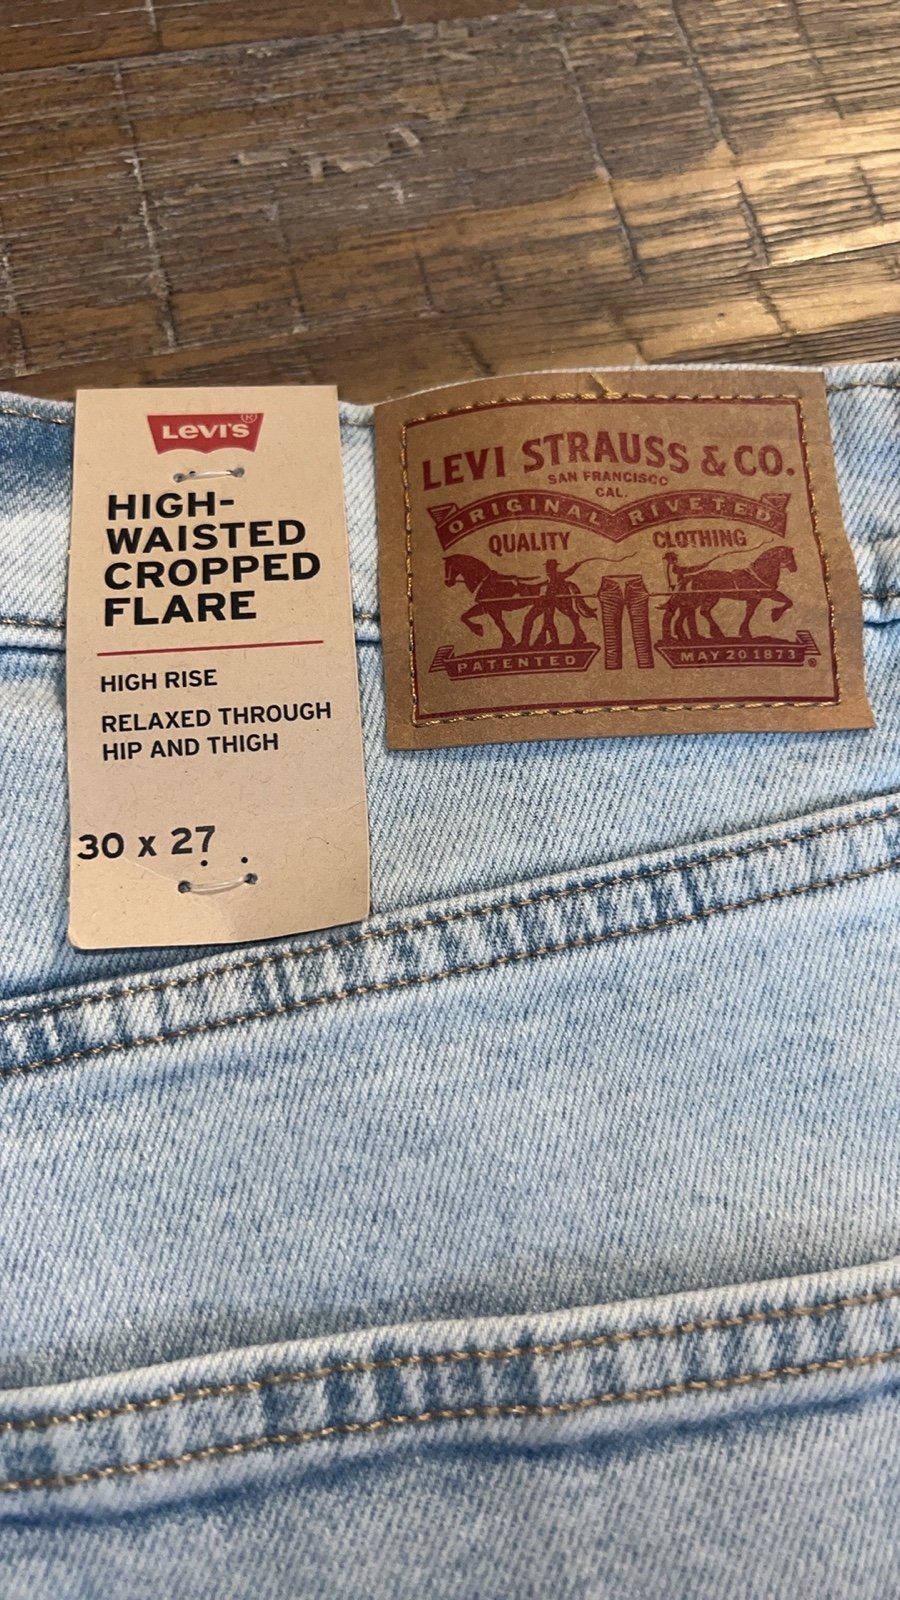 LEVI'S®
HIGH-
WAISTED
CROPPED
FLARE
HIGH RISE
RELAXED THROUGH
HIP AND THIGH
30 x 27
LEVI STRAUSS & CO.
SAN FRANCISCO
CAL.
ORIGINAL RIVETED
QUALITY CLOTHING
PATENTED MAY 20 1873 ®